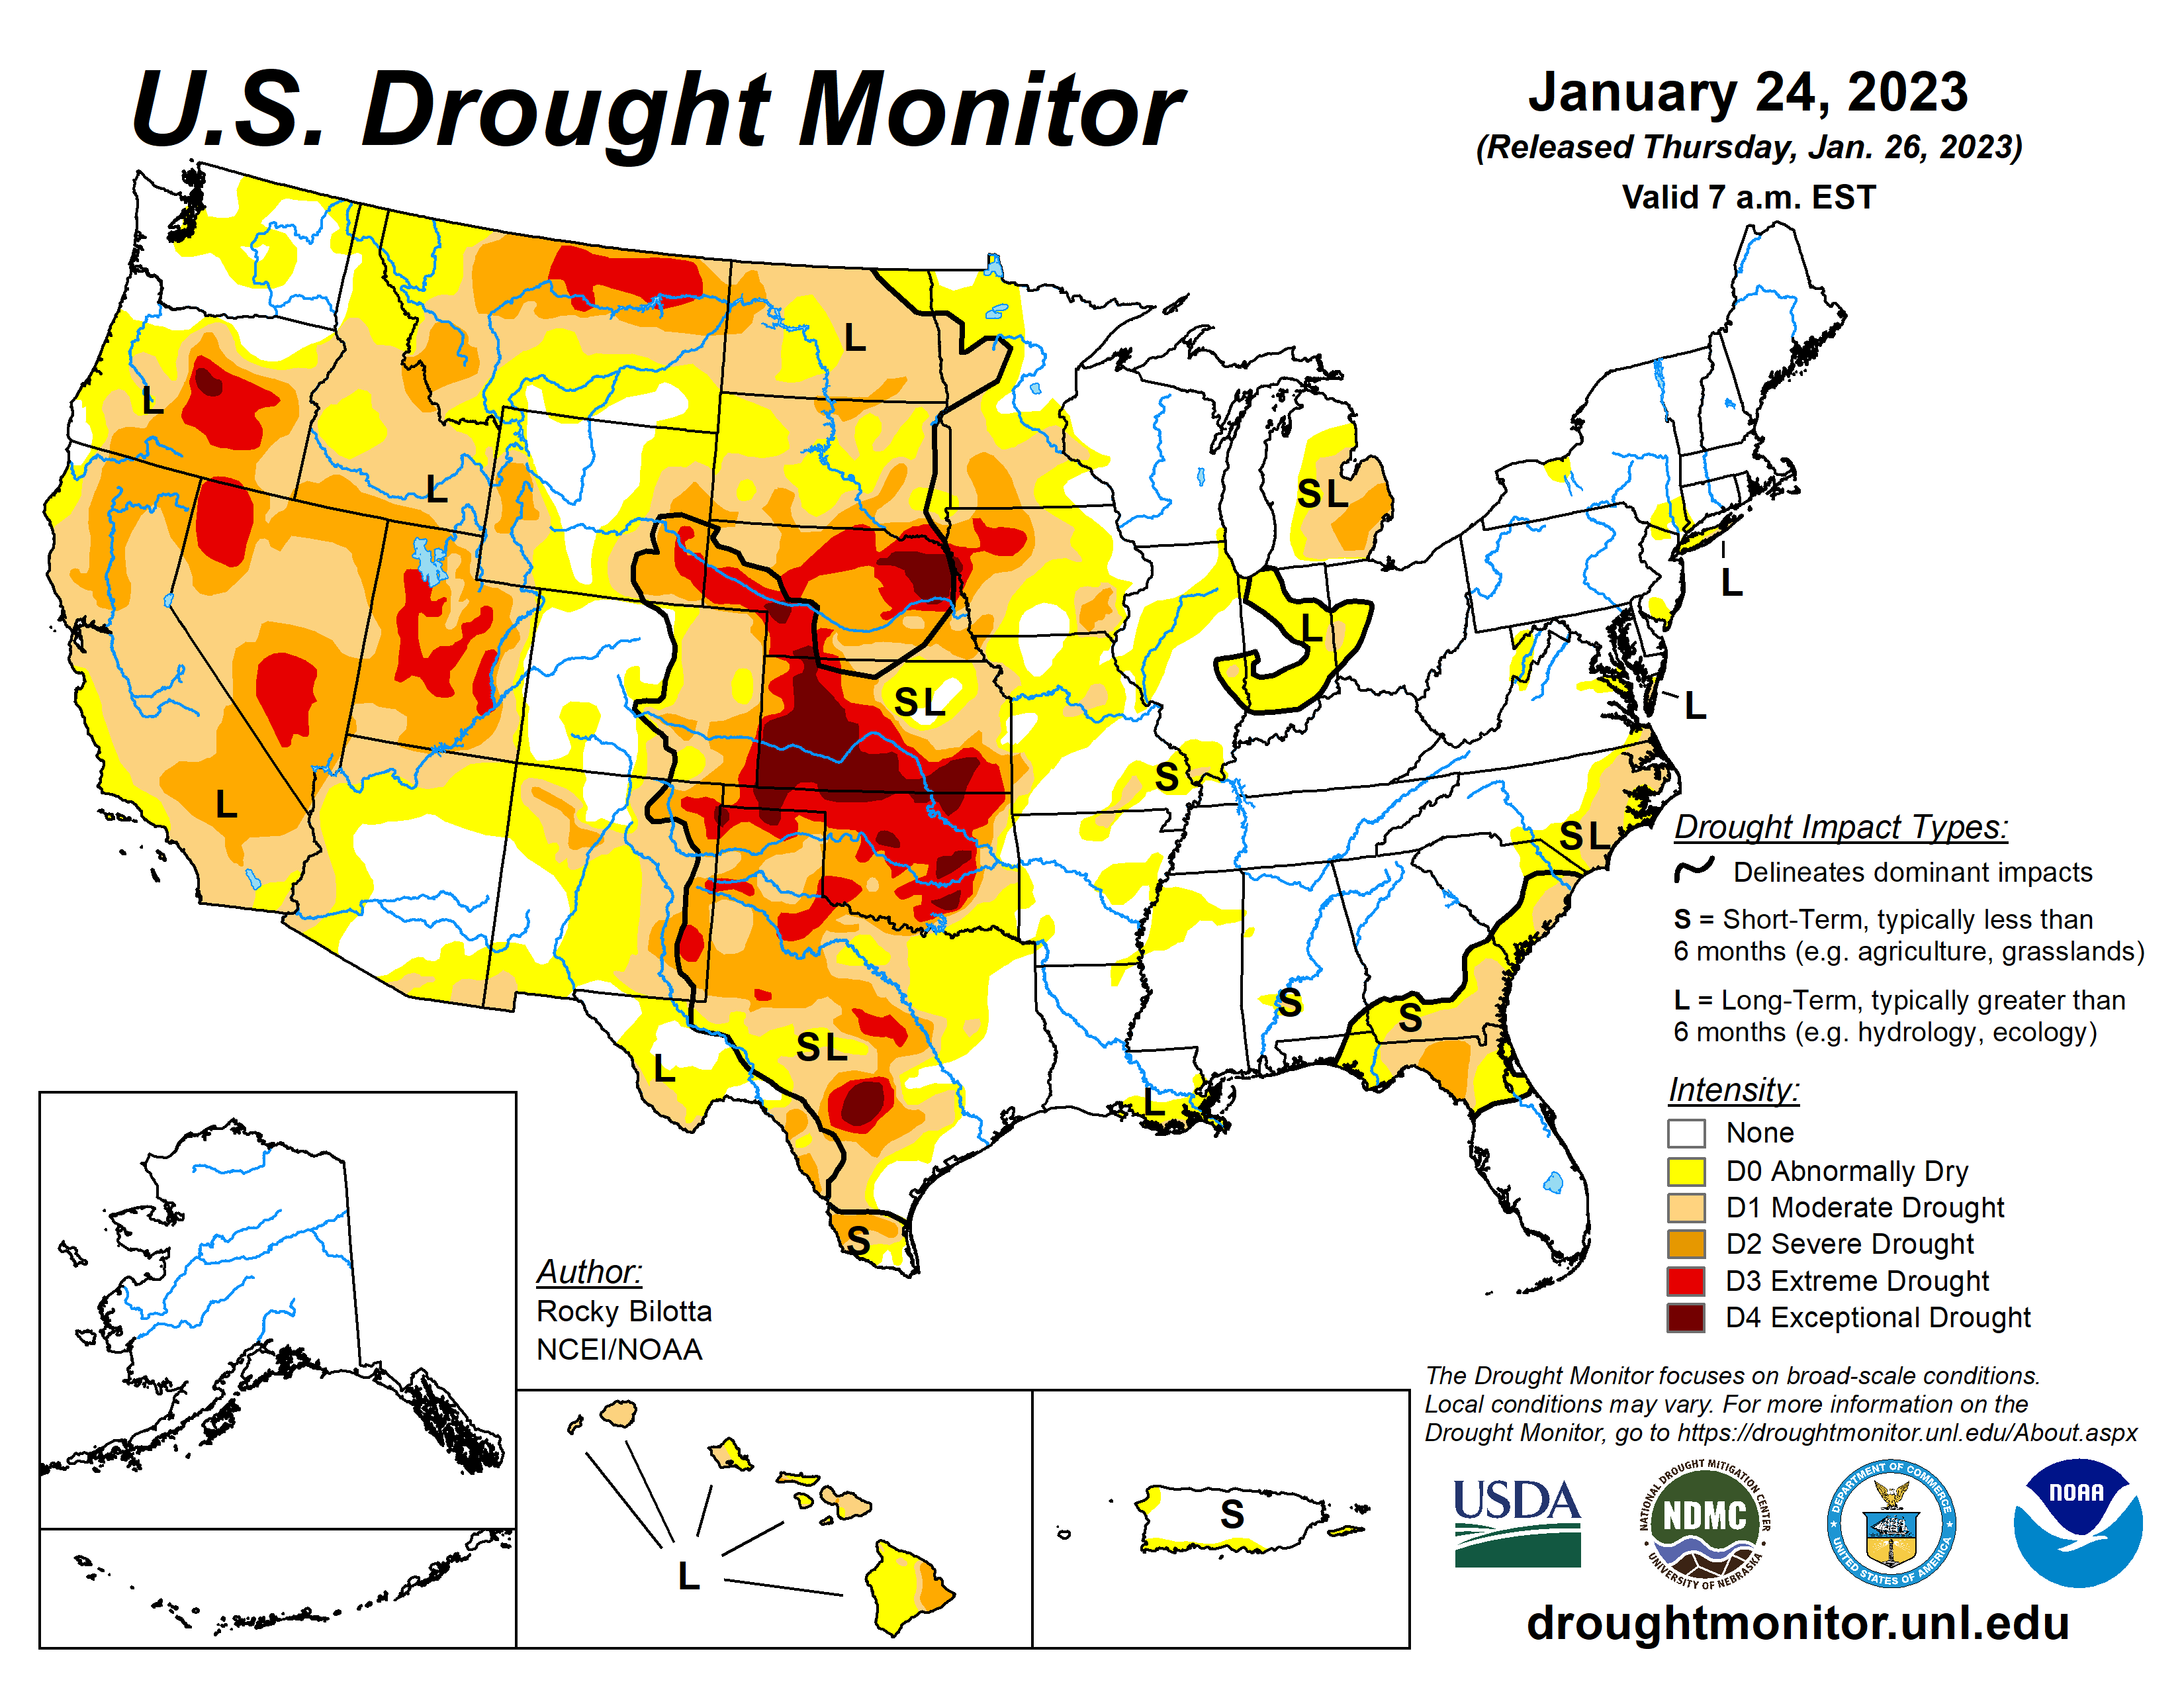 U.S. Drought Monitor
January 24, 2023
(Released Thursday, Jan. 26, 2023)
Valid 7 a.m. EST
L
L
L
SL
L
L
L
SL
L
S
SL
S
S
SL
L
L
S
Drought Impact Types:
Delineates dominant impacts
S = Short-Term, typically less than
6 months (e.g. agriculture, grasslands)
L = Long-Term, typically greater than
6 months (e.g. hydrology, ecology)
Intensity:
None
D0 Abnormally Dry
D1 Moderate Drought
D2 Severe Drought
D3 Extreme Drought
D4 Exceptional Drought
Author:
Rocky Bilotta
NCEI/NOAA
The Drought Monitor focuses on broad-scale conditions.
Local conditions may vary. For more information on the
Drought Monitor, go to https://droughtmonitor.unl.edu/About.aspx
L
S
USDA
NATIONAL DROUGHT MITIGATION CENTER
NDMC
UNIVERSITY OF NEBRASKA
DEPARTMENT OF COMMERCE
UNITED STATES OF AMERICA
NOAA
droughtmonitor.unl.edu